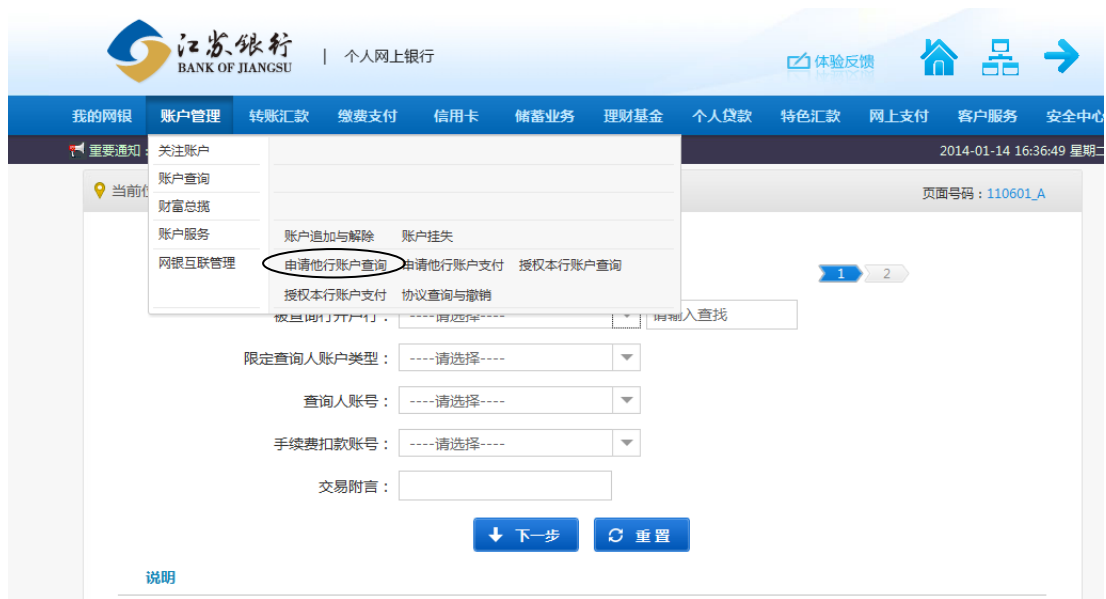 江苏银行 | 个人网上银行
BANK OF JIANGSU
体验反馈
我的网银 账户管理 转账汇款 缴费支付 信用卡 储蓄业务 理财基金 个人贷款 特色汇款 网上支付 客户服务 安全中心
重要通知： 2014-01-14 16:36:49 星期二
关注账户
账户查询
当前位 页面号码：110601_A
财富总揽
账户服务 账户追加与解除 账户挂失
网银互联管理 申请他行账户查询 申请他行账户支付 授权本行账户查询
1 2
授权本行账户支付 协议查询与撤销
被查询行开户行： ----请选择---- 请输入查找
限定查询人账户类型： ----请选择----
查询人账号： ----请选择----
手续费扣款账号： ----请选择----
交易附言：
下一步 重置
说明